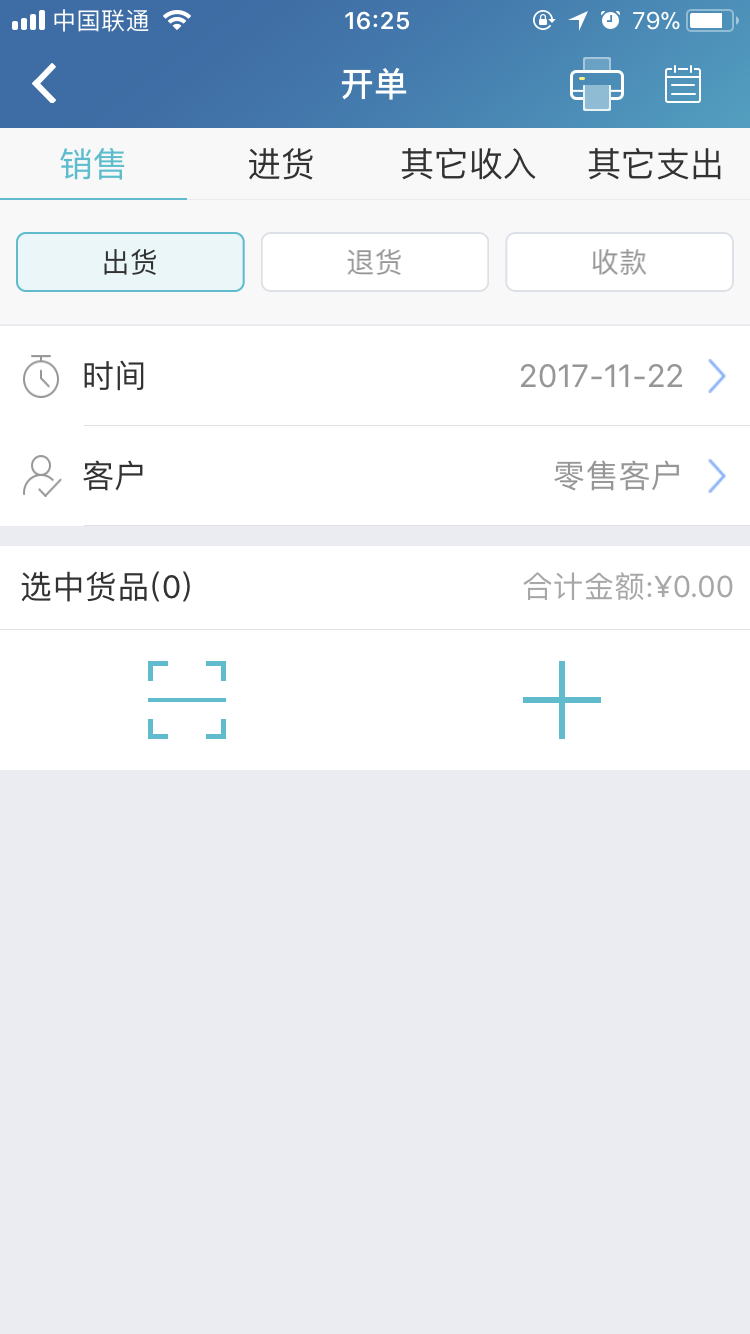 中国联通 16:25 79%
开单
销售 进货 其它收入 其它支出
出货 退货 收款
时间 2017-11-22
客户 零售客户
选中货品(0) 合计金额:¥0.00